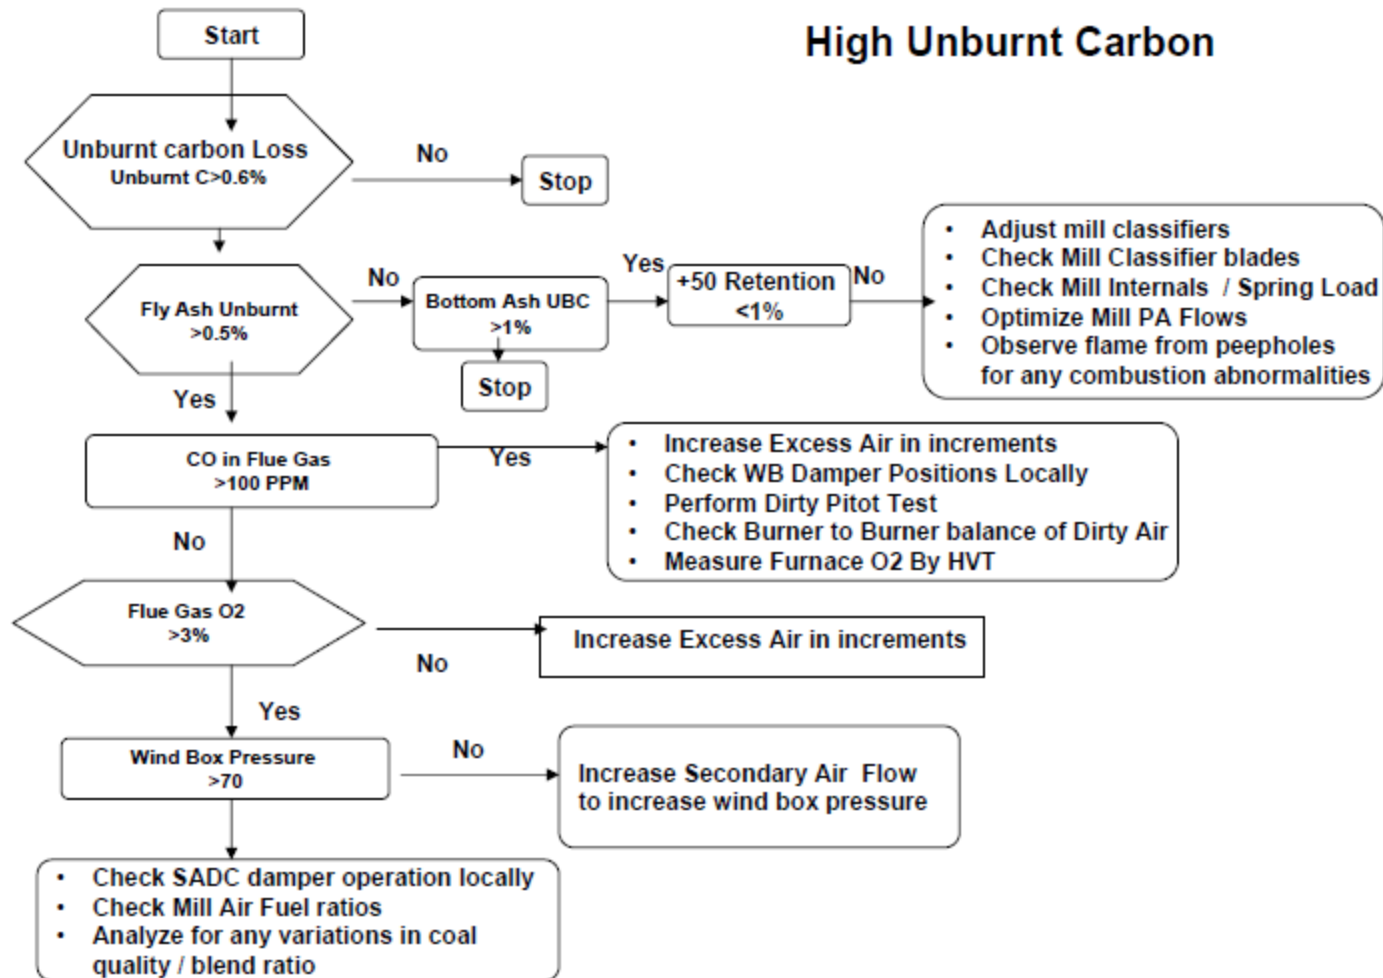 High Unburnt Carbon
Start
Unburnt carbon Loss
Unburnt C>0.6%
No
Stop
Fly Ash Unburnt
>0.5%
No
Bottom Ash UBC
>1%
Stop
Yes
+50 Retention
<1%
No
• Adjust mill classifiers
• Check Mill Classifier blades
• Check Mill Internals / Spring Load
• Optimize Mill PA Flows
• Observe flame from peepholes
for any combustion abnormalities
Yes
CO in Flue Gas
>100 PPM
Yes
• Increase Excess Air in increments
• Check WB Damper Positions Locally
• Perform Dirty Pitot Test
• Check Burner to Burner balance of Dirty Air
• Measure Furnace O2 By HVT
No
Flue Gas O2
>3%
No
Increase Excess Air in increments
Yes
Wind Box Pressure
>70
No
Increase Secondary Air Flow
to increase wind box pressure
• Check SADC damper operation locally
• Check Mill Air Fuel ratios
• Analyze for any variations in coal
quality / blend ratio